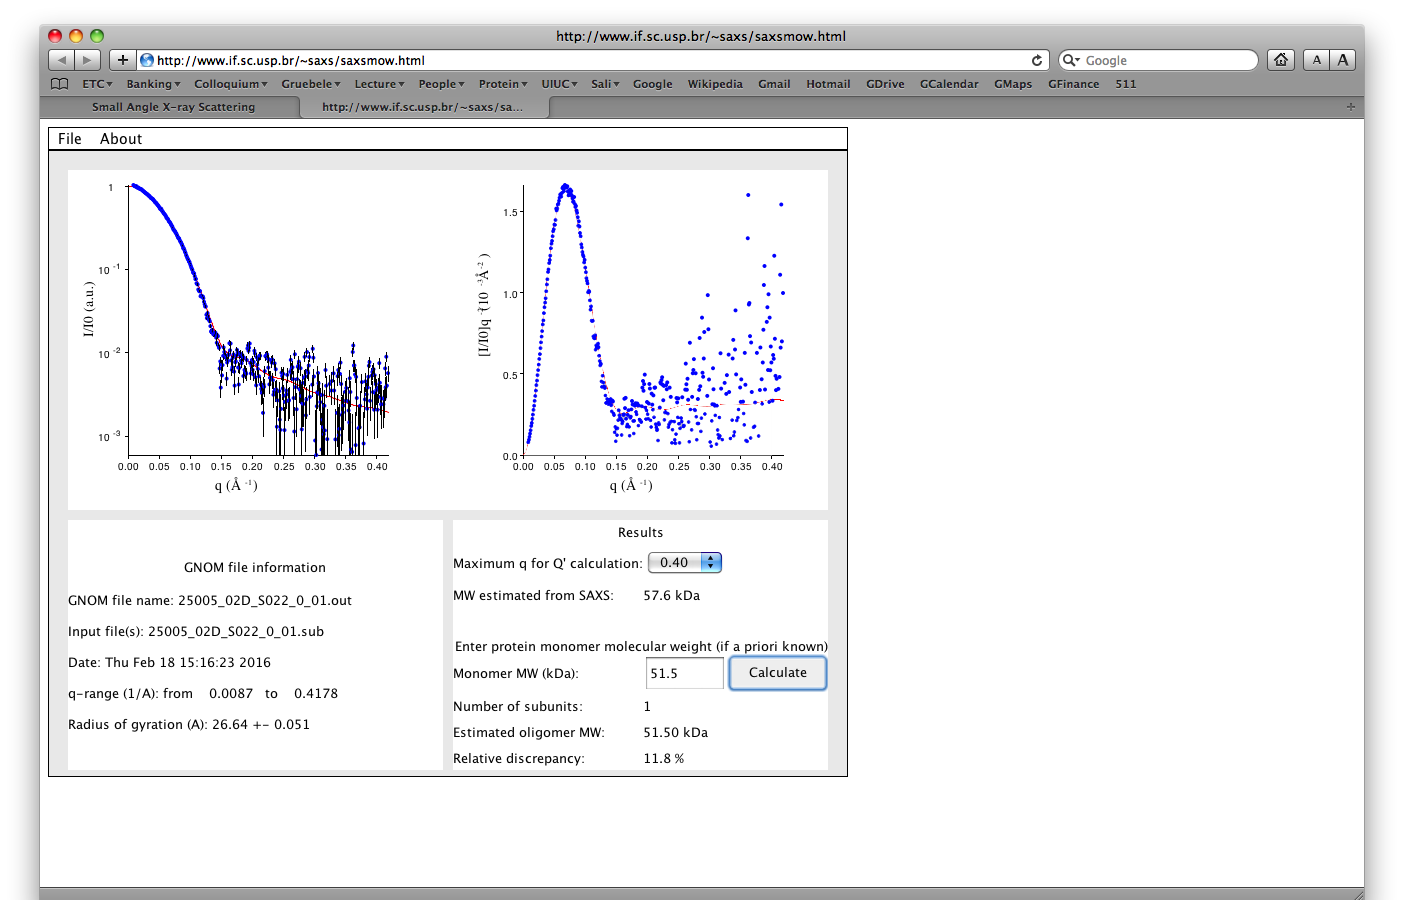 http://www.if.sc.usp.br/~saxs/saxsmow.html
http://www.if.sc.usp.br/~saxs/saxsmow.html
Google
A A
ETC Banking Colloquium Gruebele Lecture People Protein UIUC Sali Google Wikipedia Gmail Hotmail GDrive GCalendar GMaps GFinance 511
Small Angle X-ray Scattering http://www.if.sc.usp.br/~saxs/sa...
File About
1
10 -1
10 -2
10 -3
I/I0 (a.u.)
0.00 0.05 0.10 0.15 0.20 0.25 0.30 0.35 0.40
q (Å -1)
1.5
1.0
0.5
0.0
[I/I0]q 2(10 -3Å -2 )
0.00 0.05 0.10 0.15 0.20 0.25 0.30 0.35 0.40
q (Å -1)
GNOM file information
GNOM file name: 25005_02D_S022_0_01.out
Input file(s): 25005_02D_S022_0_01.sub
Date: Thu Feb 18 15:16:23 2016
q-range (1/A): from 0.0087 to 0.4178
Radius of gyration (A): 26.64 +- 0.051
Results
Maximum q for Q' calculation: 0.40
MW estimated from SAXS: 57.6 kDa
Enter protein monomer molecular weight (if a priori known)
Monomer MW (kDa): 51.5 Calculate
Number of subunits: 1
Estimated oligomer MW: 51.50 kDa
Relative discrepancy: 11.8 %